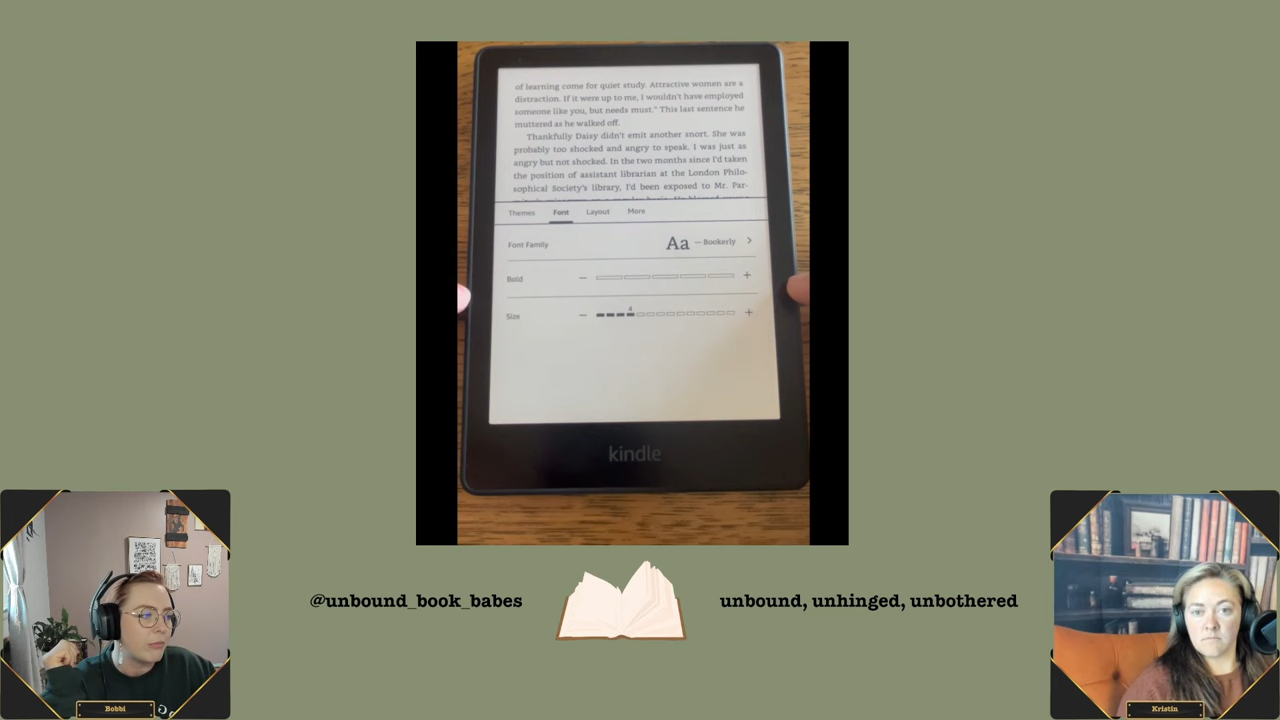 of learning come for quiet study. Attractive women are a
distraction. If it were up to me, I wouldn't have employed
someone like you, but needs must." This last sentence he
muttered as he walked off.
Thankfully Daisy didn't emit another snort. She was
probably too shocked and angry to speak. I was just as
angry but not shocked. In the two months since I'd taken
the position of assistant librarian at the London Philo-
sophical Society's library, I'd been exposed to Mr. Par-
Themes Font Layout More
Font Family Aa — Bookerly >
Bold − +
4
Size − +
kindle
@unbound_book_babes
unbound, unhinged, unbothered
Bobbi
Kristin